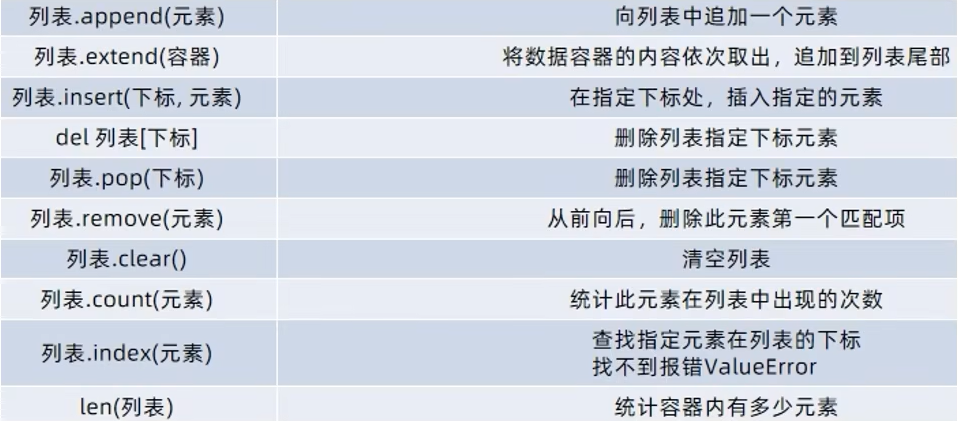 列表.append(元素) 向列表中追加一个元素
列表.extend(容器) 将数据容器的内容依次取出，追加到列表尾部
列表.insert(下标, 元素) 在指定下标处，插入指定的元素
del 列表[下标] 删除列表指定下标元素
列表.pop(下标) 删除列表指定下标元素
列表.remove(元素) 从前向后，删除此元素第一个匹配项
列表.clear() 清空列表
列表.count(元素) 统计此元素在列表中出现的次数
列表.index(元素) 查找指定元素在列表的下标
找不到报错ValueError
len(列表) 统计容器内有多少元素